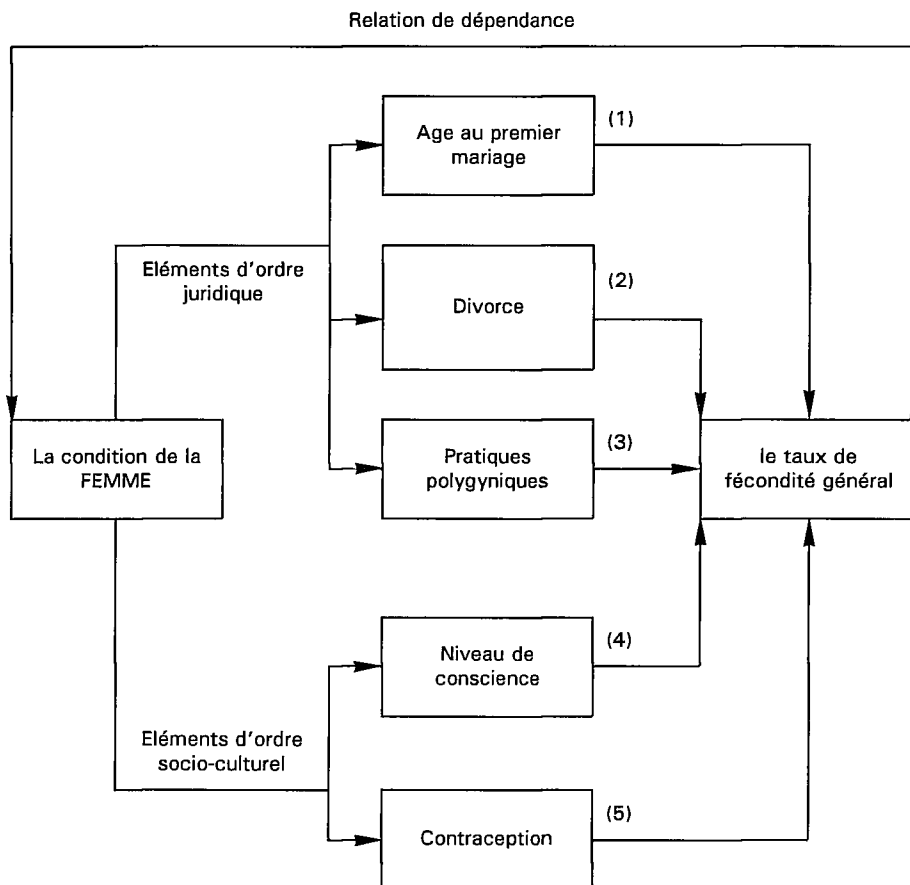 Relation de dépendance
Age au premier
mariage
(1)
Eléments d'ordre
juridique
Divorce
(2)
La condition de la
FEMME
Pratiques
polygyniques
(3)
le taux de
fécondité général
Niveau de
conscience
(4)
Eléments d'ordre
socio-culturel
Contraception
(5)